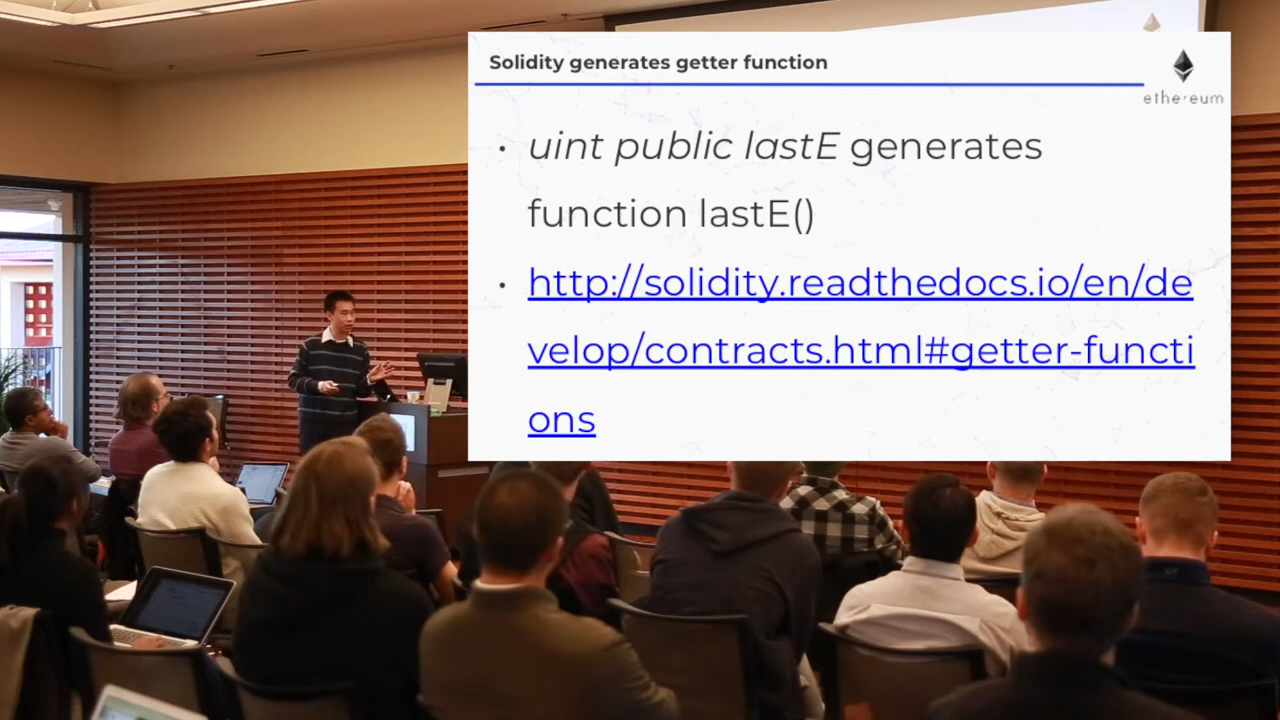 Solidity generates getter function
ethereum
• uint public lastE generates
function lastE()
• http://solidity.readthedocs.io/en/de
velop/contracts.html#getter-functi
ons